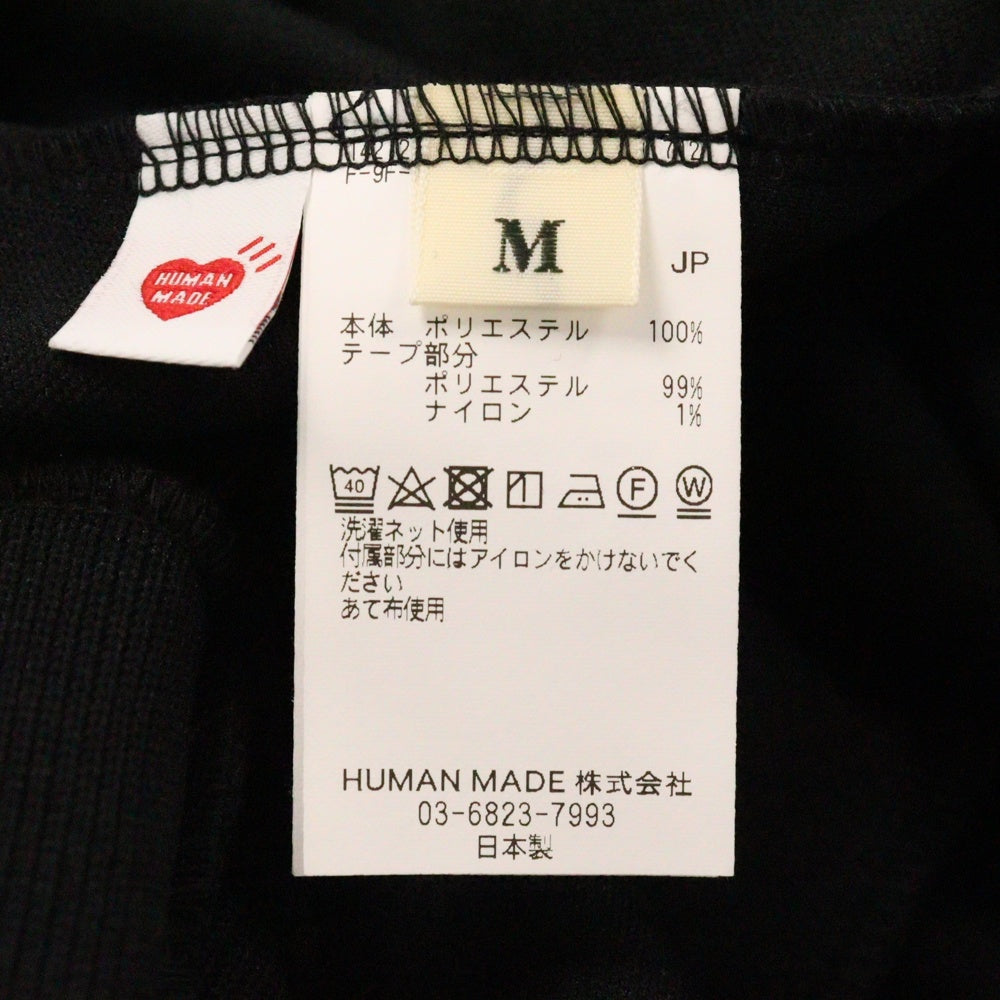 HUMAN
MADE
F-9F-
M
JP
本体 ポリエステル 100%
テープ部分
ポリエステル 99%
ナイロン 1%
40 F W
洗濯ネット使用
付属部分にはアイロンをかけないでく
ださい
あて布使用
HUMAN MADE 株式会社
03-6823-7993
日本製